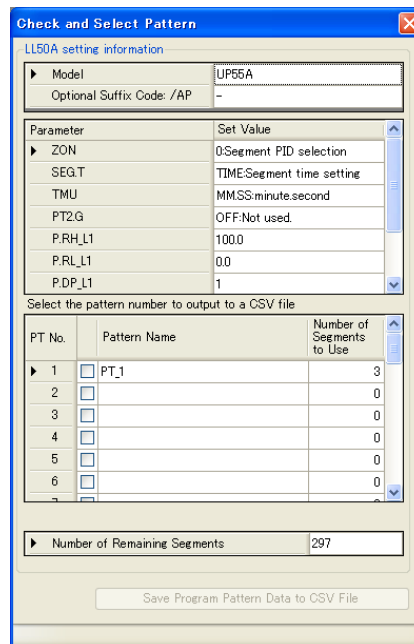 Check and Select Pattern
LL50A setting information
Model UP55A
Optional Suffix Code: /AP -
Parameter Set Value
ZON 0:Segment PID selection
SEG.T TIME:Segment time setting
TMU MM.SS:minute.second
PT2.G OFF:Not used.
P.RH_L1 100.0
P.RL_L1 0.0
P.DP_L1 1
Select the pattern number to output to a CSV file
PT No. Pattern Name Number of Segments to Use
1 PT_1 3
2 0
3 0
4 0
5 0
6 0
Number of Remaining Segments 297
Save Program Pattern Data to CSV File